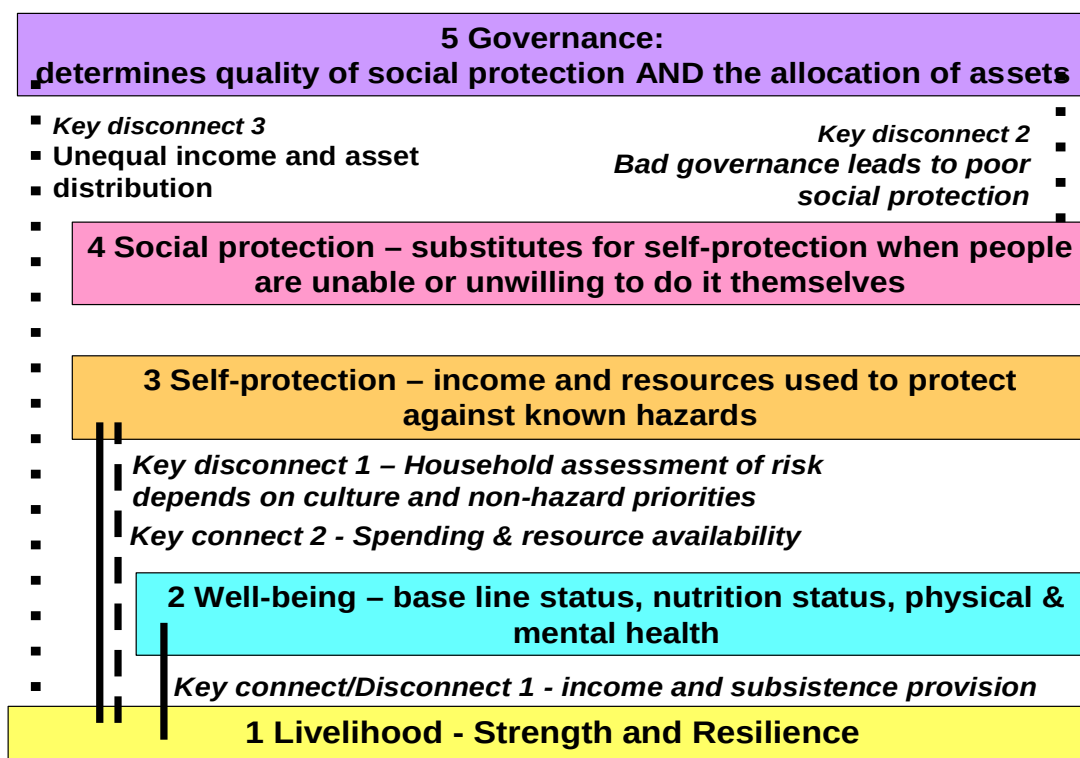 5 Governance:
determines quality of social protection AND the allocation of assets
Key disconnect 3
Unequal income and asset
distribution
Key disconnect 2
Bad governance leads to poor
social protection
4 Social protection – substitutes for self-protection when people
are unable or unwilling to do it themselves
3 Self-protection – income and resources used to protect
against known hazards
Key disconnect 1 – Household assessment of risk
depends on culture and non-hazard priorities
Key connect 2 - Spending & resource availability
2 Well-being – base line status, nutrition status, physical &
mental health
Key connect/Disconnect 1 - income and subsistence provision
1 Livelihood - Strength and Resilience